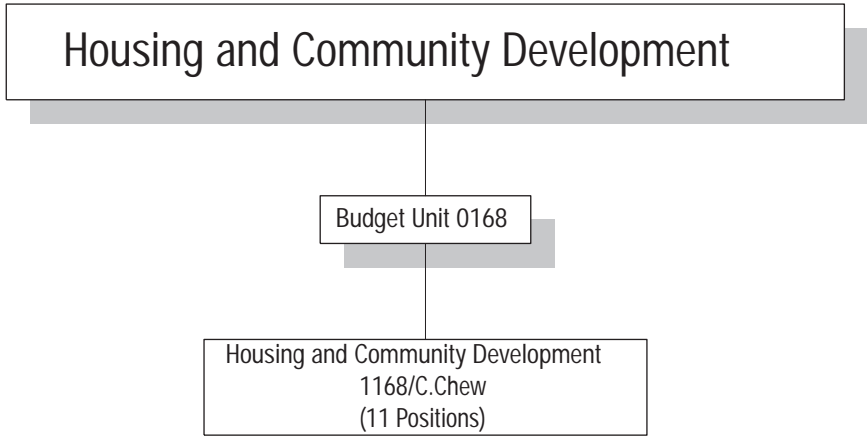 Housing and Community Development
Budget Unit 0168
Housing and Community Development
1168/C.Chew
(11 Positions)